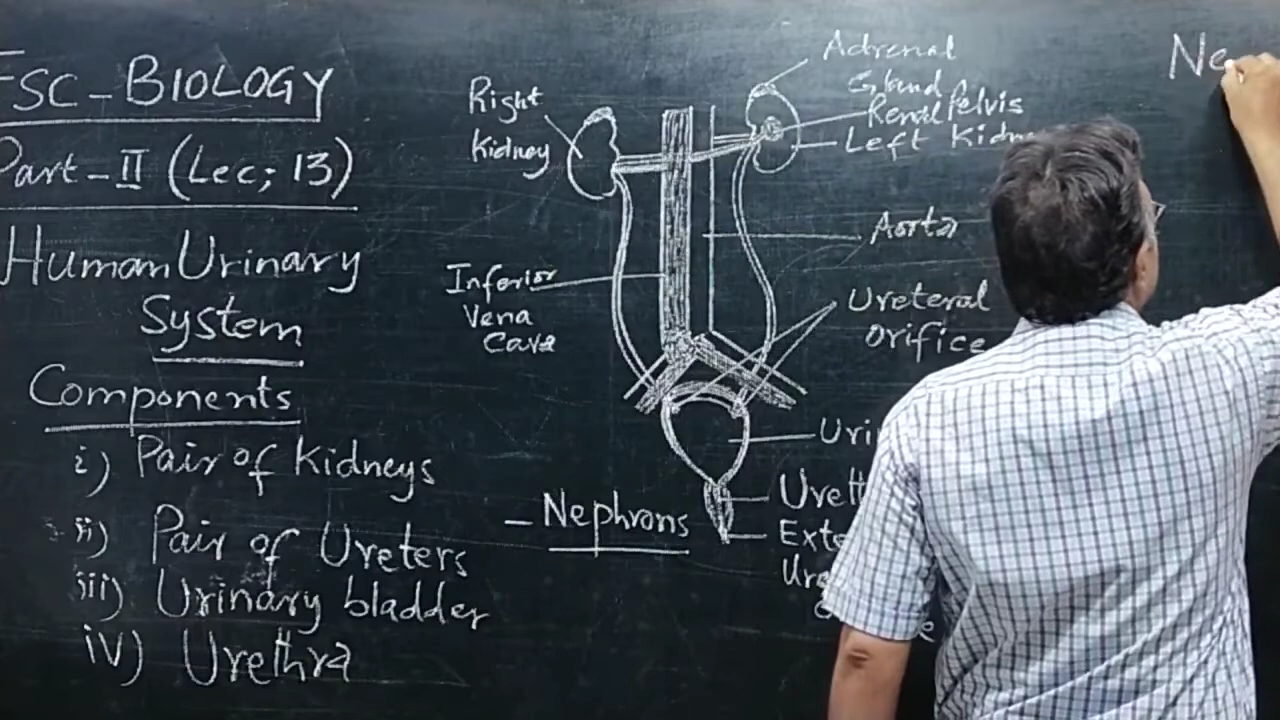 FSC - BIOLOGY
Part - II (Lec; 13)
Human Urinary
System
Components
i) Pair of Kidneys
ii) Pair of Ureters
iii) Urinary bladder
iv) Urethra
Right
Kidney
Inferior
Vena
Cava
- Nephrons
Adrenal
Gland
Renal Pelvis
Left Kidne
Aorta
Ureteral
orifice
Uri
Ureth
Exte
Ure
Ne